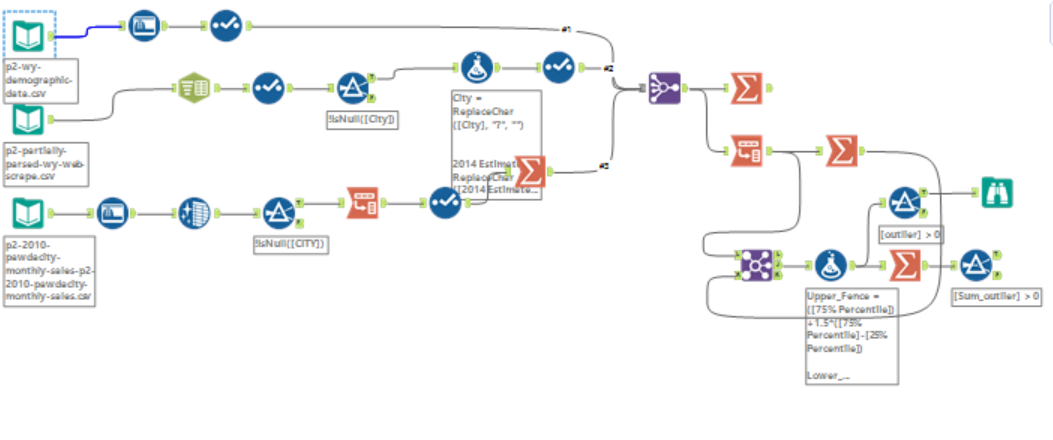 #1
p2-wy-
demographic-
data.csv
#2
City =
ReplaceChar
([City], "?", "")
2014 Estimat
ReplaceChar
([2014 Estimate...
!IsNull([City])
p2-partially-
parsed-wy-web-
scrape.csv
#3
!IsNull([CITY])
p2-2010-
pawdacity-
monthly-sales-p2-
2010-pawdacity-
monthly-sales.csv
[outlier] > 0
[Sum_outlier] > 0
Upper_Fence =
([75% Percentile])
+1.5*([75%
Percentile]-[25%
Percentile])
Lower_...